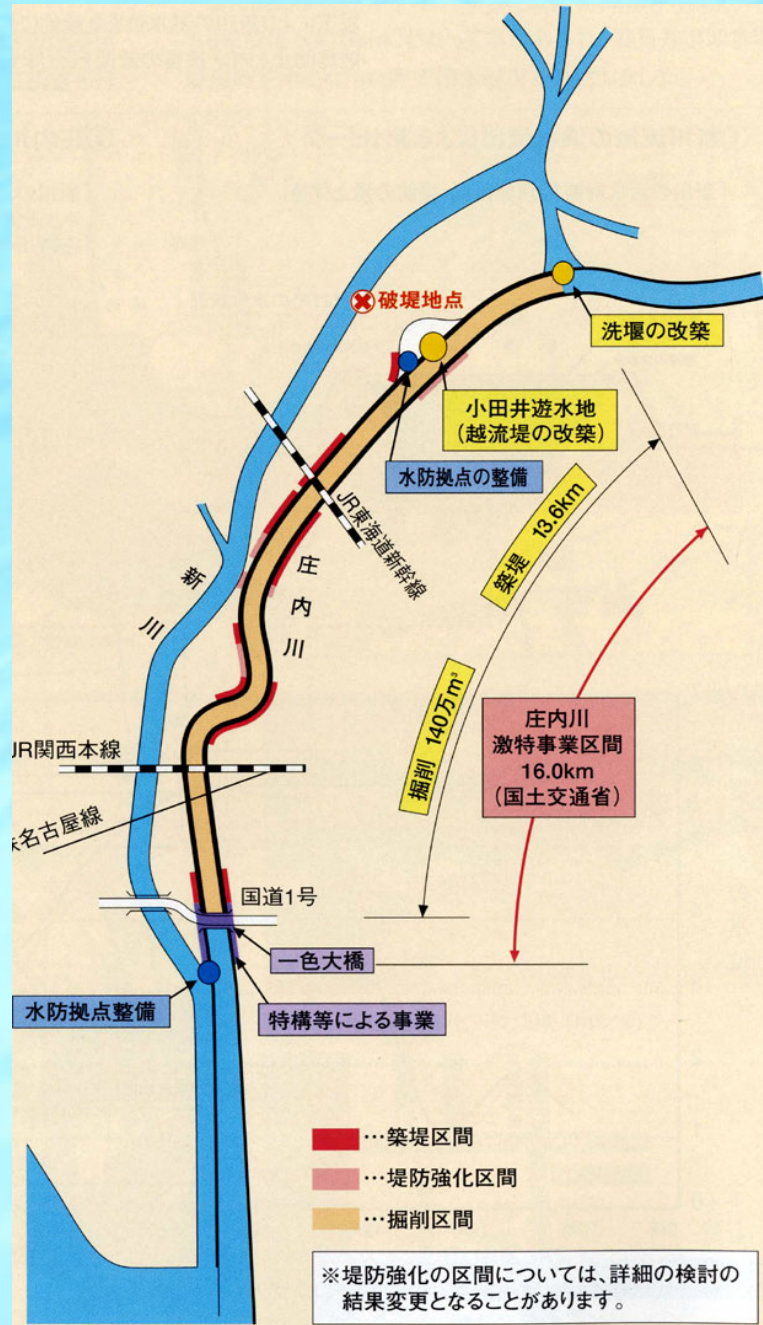 破堤地点
洗堰の改築
小田井遊水地
(越流堤の改築)
水防拠点の整備
JR東海道新幹線
築堤 13.6km
庄内川
新川
掘削 140万m³
庄内川
激特事業区間
16.0km
(国土交通省)
JR関西本線
名古屋線
国道1号
一色大橋
水防拠点整備
特構等による事業
…築堤区間
…堤防強化区間
…掘削区間
※堤防強化の区間については、詳細の検討の
結果変更となることがあります。